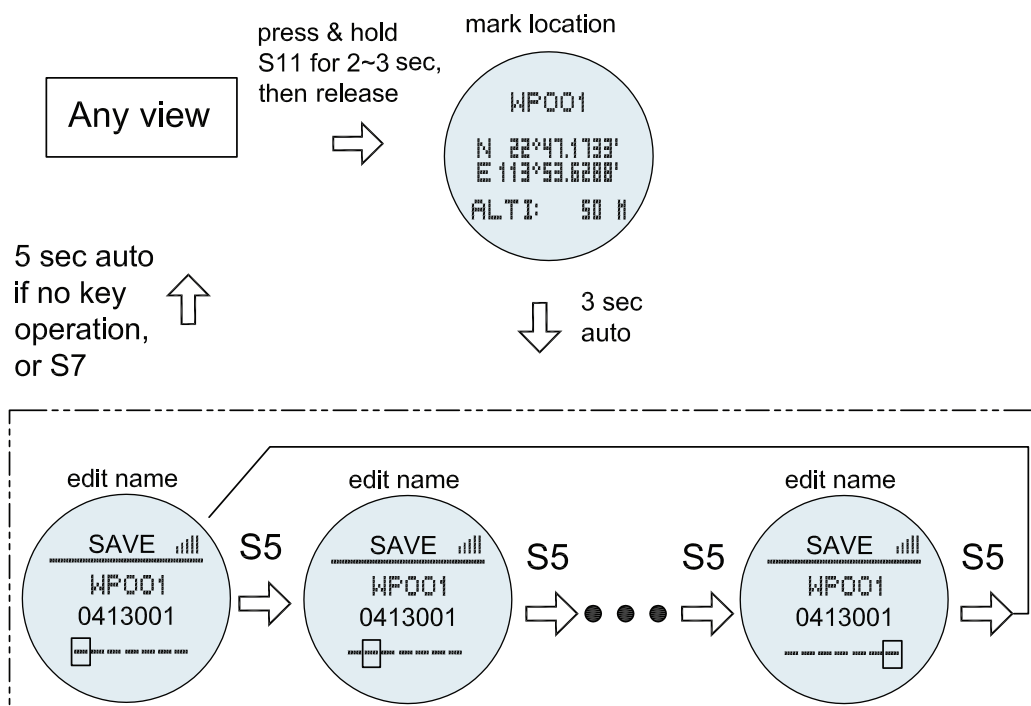 mark location
press & hold
S11 for 2~3 sec,
then release
Any view
WP001
N 22°47.1733'
E 113°53.6288'
ALTI: 50 M
5 sec auto
if no key
operation,
or S7
3 sec
auto
edit name
SAVE
WP001
0413001
S5
edit name
SAVE
WP001
0413001
S5
S5
edit name
SAVE
WP001
0413001
S5